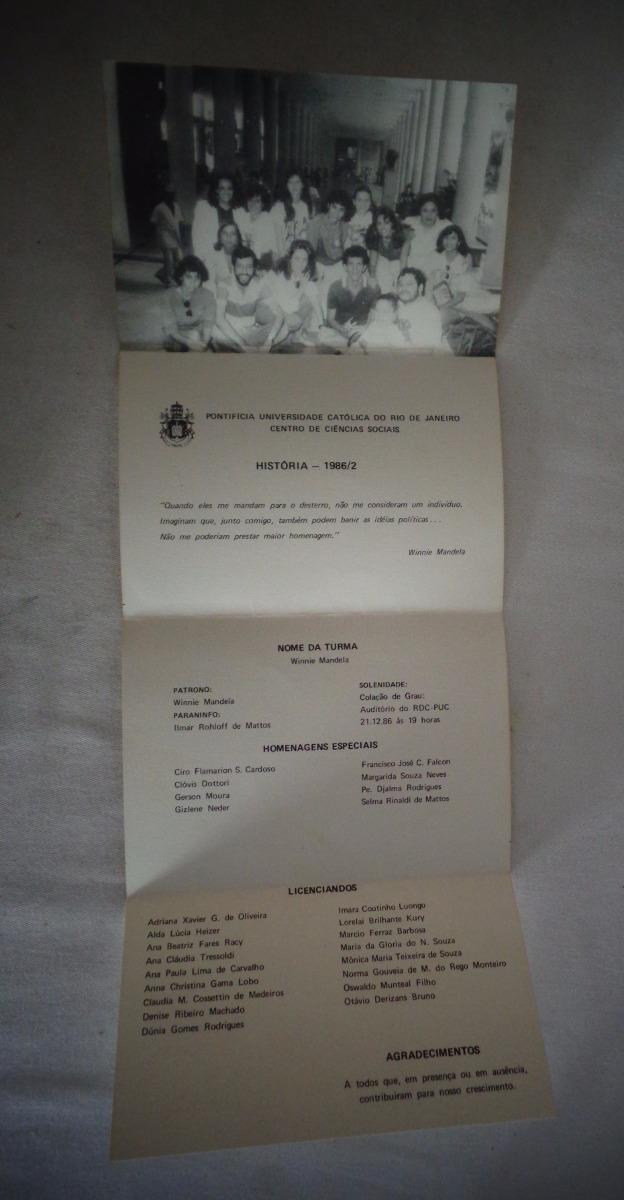 PONTIFÍCIA UNIVERSIDADE CATÓLICA DO RIO DE JANEIRO
CENTRO DE CIÊNCIAS SOCIAIS
HISTÓRIA – 1986/2
"Quando eles me mandam para o desterro, não me consideram um indivíduo.
Imaginam que, junto comigo, também podem banir as idéias políticas...
Não me poderiam prestar maior homenagem."
Winnie Mandela
NOME DA TURMA
Winnie Mandela
PATRONO:
Winnie Mandela
PARANINFO:
Ilmar Rohloff de Mattos
SOLENIDADE:
Colação de Grau:
Auditório do RDC-PUC
21.12.86 às 19 horas
HOMENAGENS ESPECIAIS
Ciro Flamarion S. Cardoso
Clóvis Dottori
Gerson Moura
Gizlene Neder
Francisco José C. Falcon
Margarida Souza Neves
Pe. Djalma Rodrigues
Selma Rinaldi de Mattos
LICENCIANDOS
Adriana Xavier G. de Oliveira
Alda Lúcia Heizer
Ana Beatriz Fares Racy
Ana Cláudia Tressoldi
Ana Paula Lima de Carvalho
Anna Christina Gama Lobo
Claudia M. Cossettin de Medeiros
Denise Ribeiro Machado
Dúnia Gomes Rodrigues
Imara Coutinho Luongo
Lorelai Brilhante Kury
Marcio Ferraz Barbosa
Maria da Gloria do N. Souza
Mônica Maria Teixeira de Souza
Norma Gouveia de M. do Rego Monteiro
Oswaldo Munteal Filho
Otávio Derizans Bruno
AGRADECIMENTOS
A todos que, em presença ou em ausência,
contribuiram para nosso crescimento.